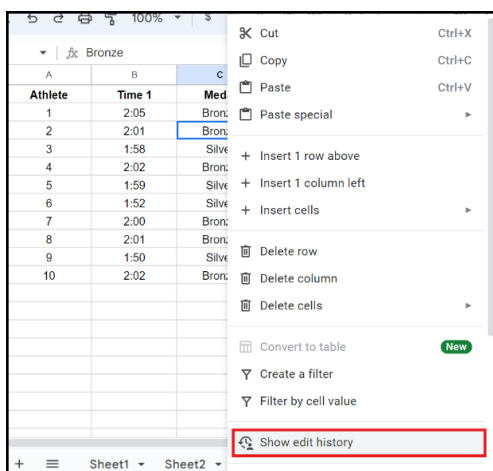 100% $
fx Bronze
A B C
Athlete Time 1 Med
1 2:05 Bron
2 2:01 Bron
3 1:58 Silve
4 2:02 Bron
5 1:59 Silve
6 1:52 Silve
7 2:00 Bron
8 2:01 Bron
9 1:50 Silve
10 2:02 Bron
+ Sheet1 Sheet2
Cut Ctrl+X
Copy Ctrl+C
Paste Ctrl+V
Paste special
+ Insert 1 row above
+ Insert 1 column left
+ Insert cells
Delete row
Delete column
Delete cells
Convert to table New
Create a filter
Filter by cell value
Show edit history